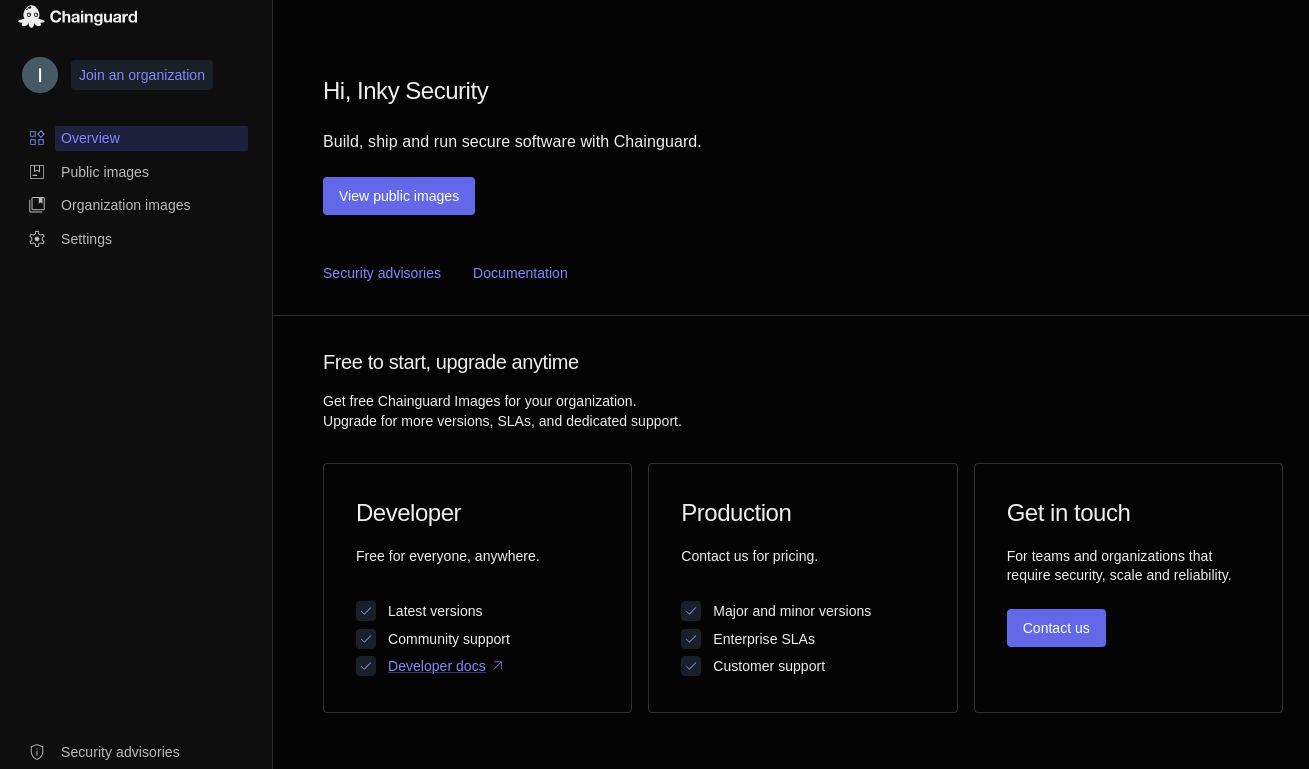 Chainguard
I
Join an organization
Overview
Public images
Organization images
Settings
Security advisories
Hi, Inky Security
Build, ship and run secure software with Chainguard.
View public images
Security advisories
Documentation
Free to start, upgrade anytime
Get free Chainguard Images for your organization.
Upgrade for more versions, SLAs, and dedicated support.
Developer
Free for everyone, anywhere.
Latest versions
Community support
Developer docs
Production
Contact us for pricing.
Major and minor versions
Enterprise SLAs
Customer support
Get in touch
For teams and organizations that
require security, scale and reliability.
Contact us